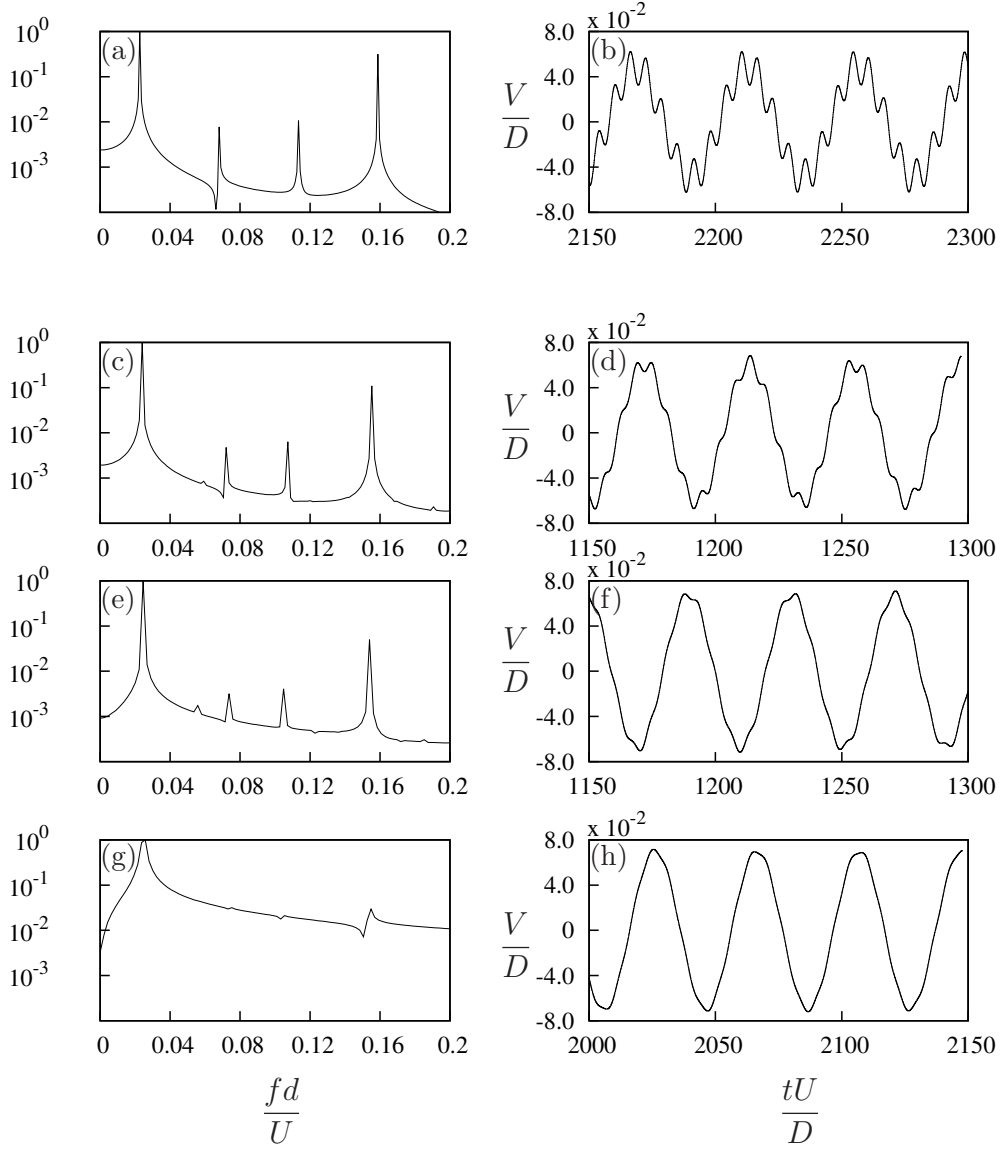 x 10^-2
10^0 (a) 8.0 (b)
10^-1 4.0
10^-2 V/D 0
10^-3 -4.0
-8.0
0 0.04 0.08 0.12 0.16 0.2 2150 2200 2250 2300
x 10^-2
10^0 (c) 8.0 (d)
10^-1 4.0
10^-2 V/D 0
10^-3 -4.0
-8.0
0 0.04 0.08 0.12 0.16 0.2 1150 1200 1250 1300
x 10^-2
10^0 (e) 8.0 (f)
10^-1 4.0
10^-2 V/D 0
10^-3 -4.0
-8.0
0 0.04 0.08 0.12 0.16 0.2 1150 1200 1250 1300
x 10^-2
10^0 (g) 8.0 (h)
10^-1 4.0
10^-2 V/D 0
10^-3 -4.0
-8.0
0 0.04 0.08 0.12 0.16 0.2 2000 2050 2100 2150
fd/U tU/D